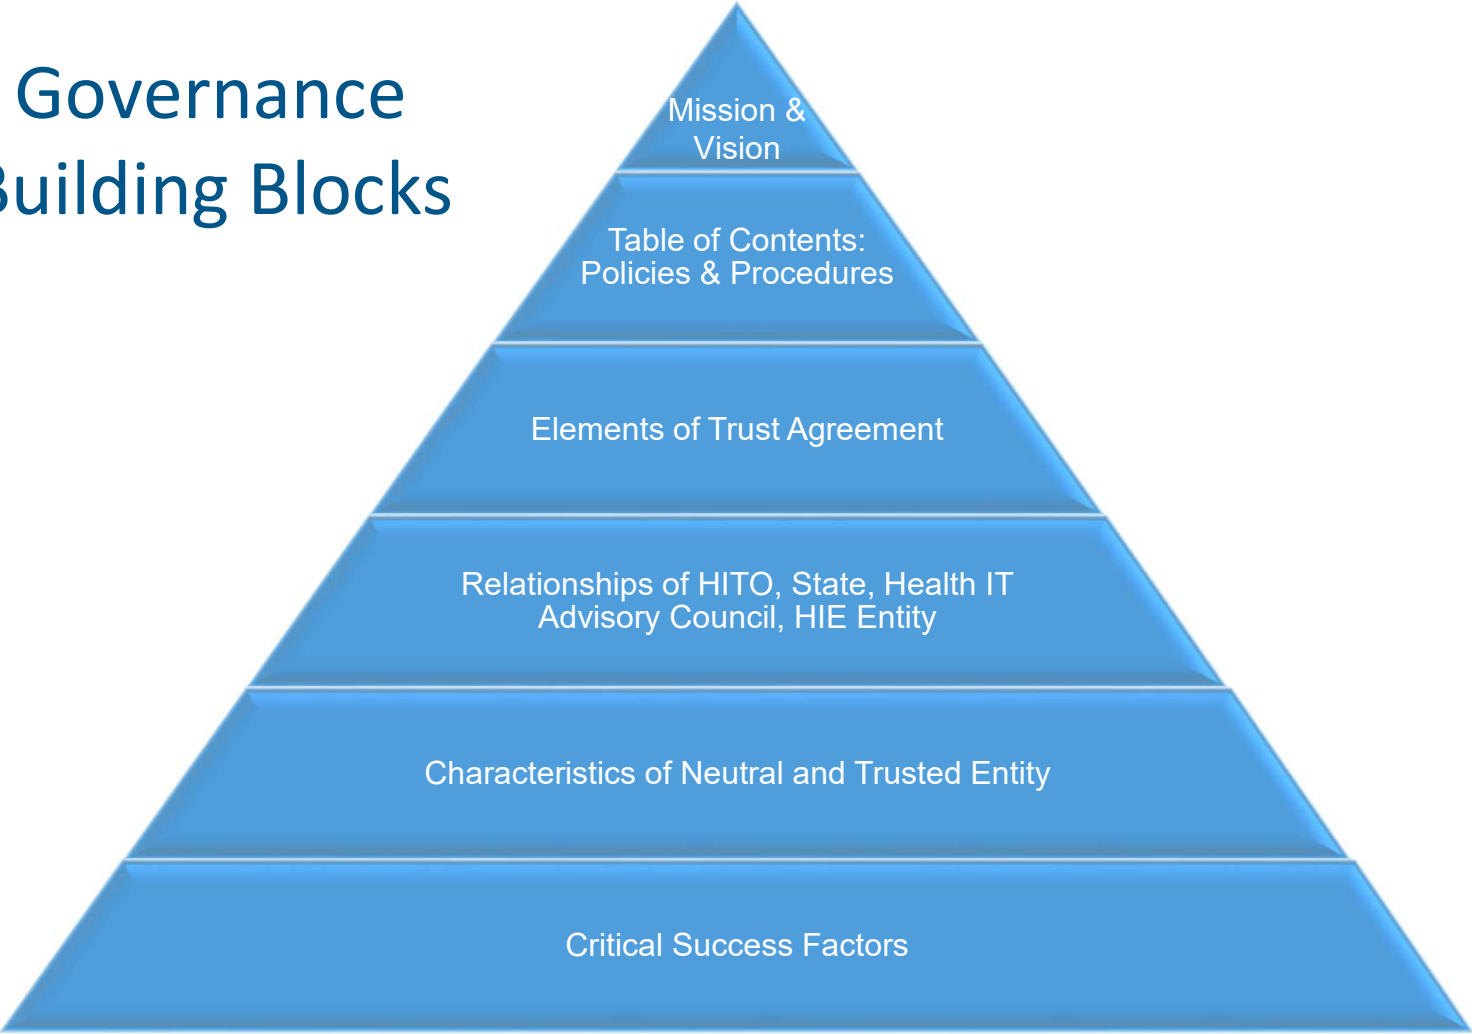 Governance
Building Blocks
Mission &
Vision
Table of Contents:
Policies & Procedures
Elements of Trust Agreement
Relationships of HITO, State, Health IT
Advisory Council, HIE Entity
Characteristics of Neutral and Trusted Entity
Critical Success Factors